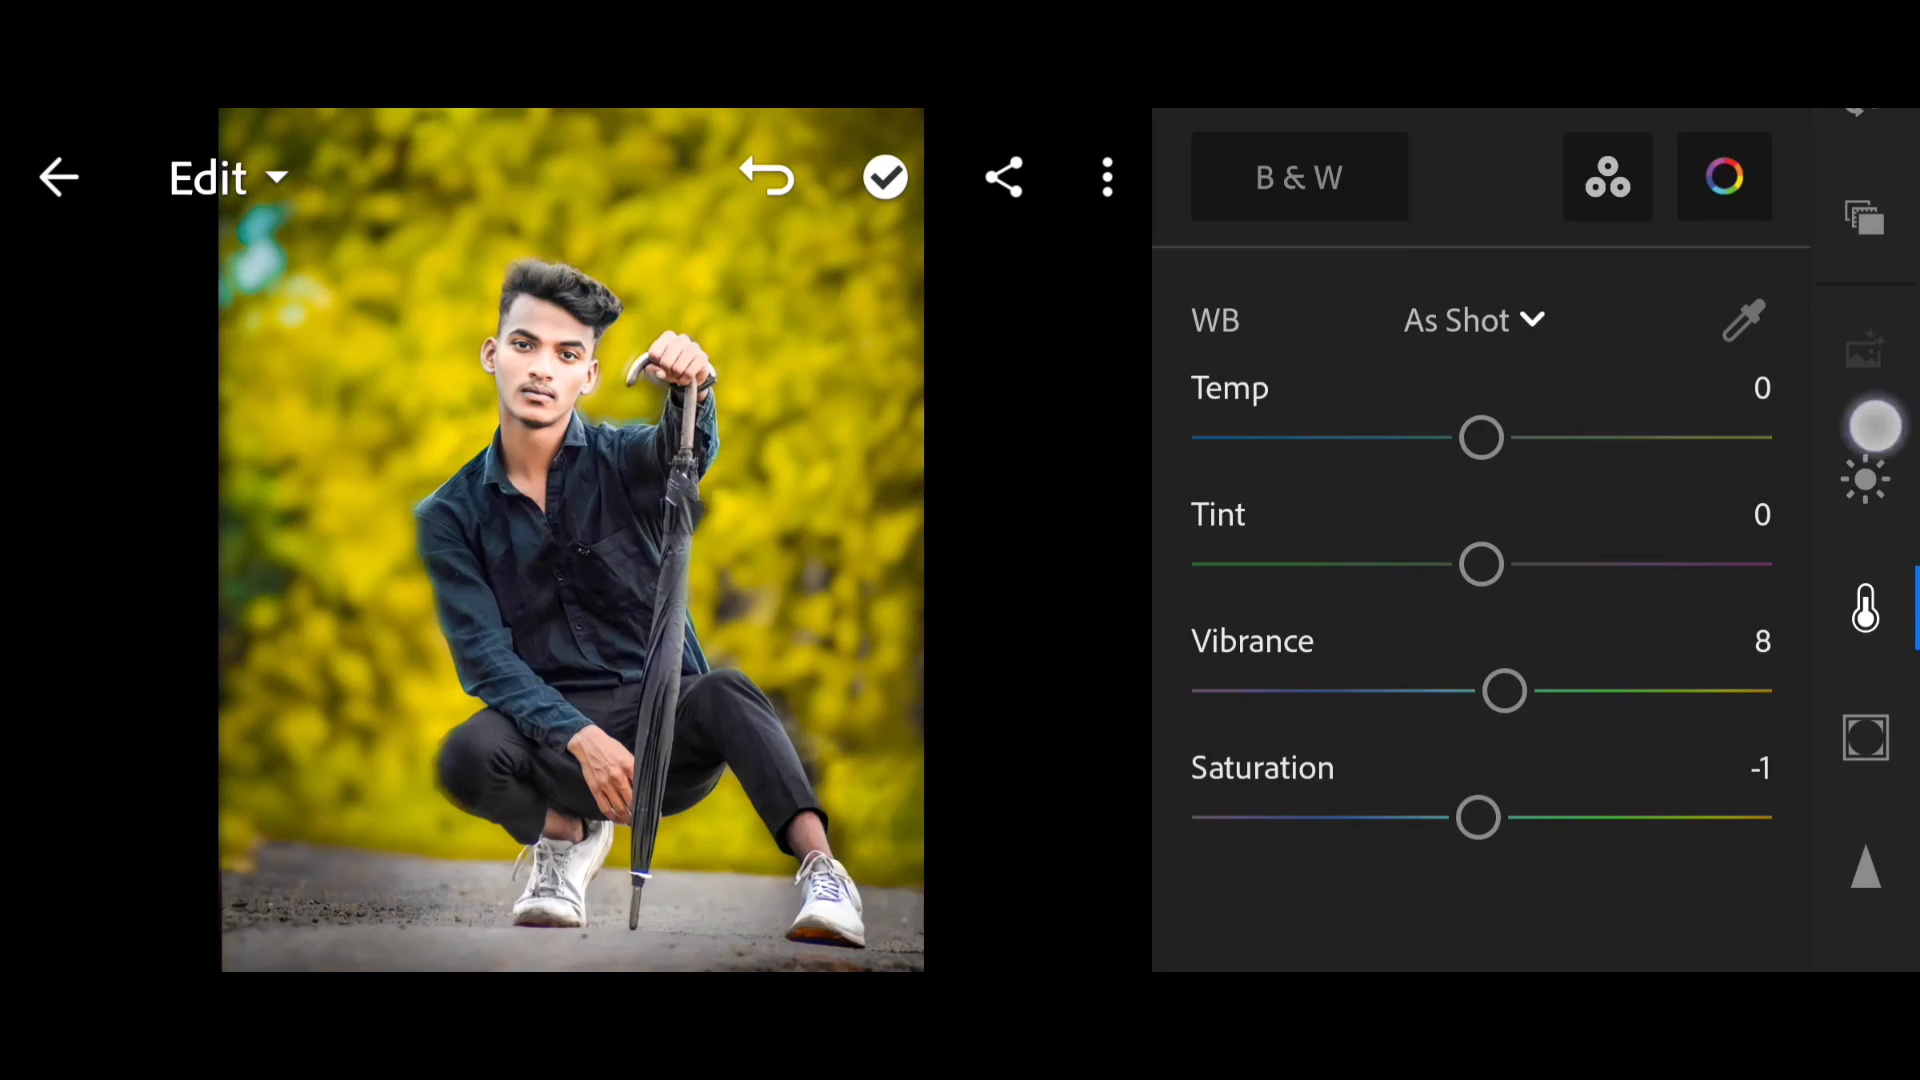 Edit
B & W
WB As Shot
Temp 0
Tint 0
Vibrance 8
Saturation -1